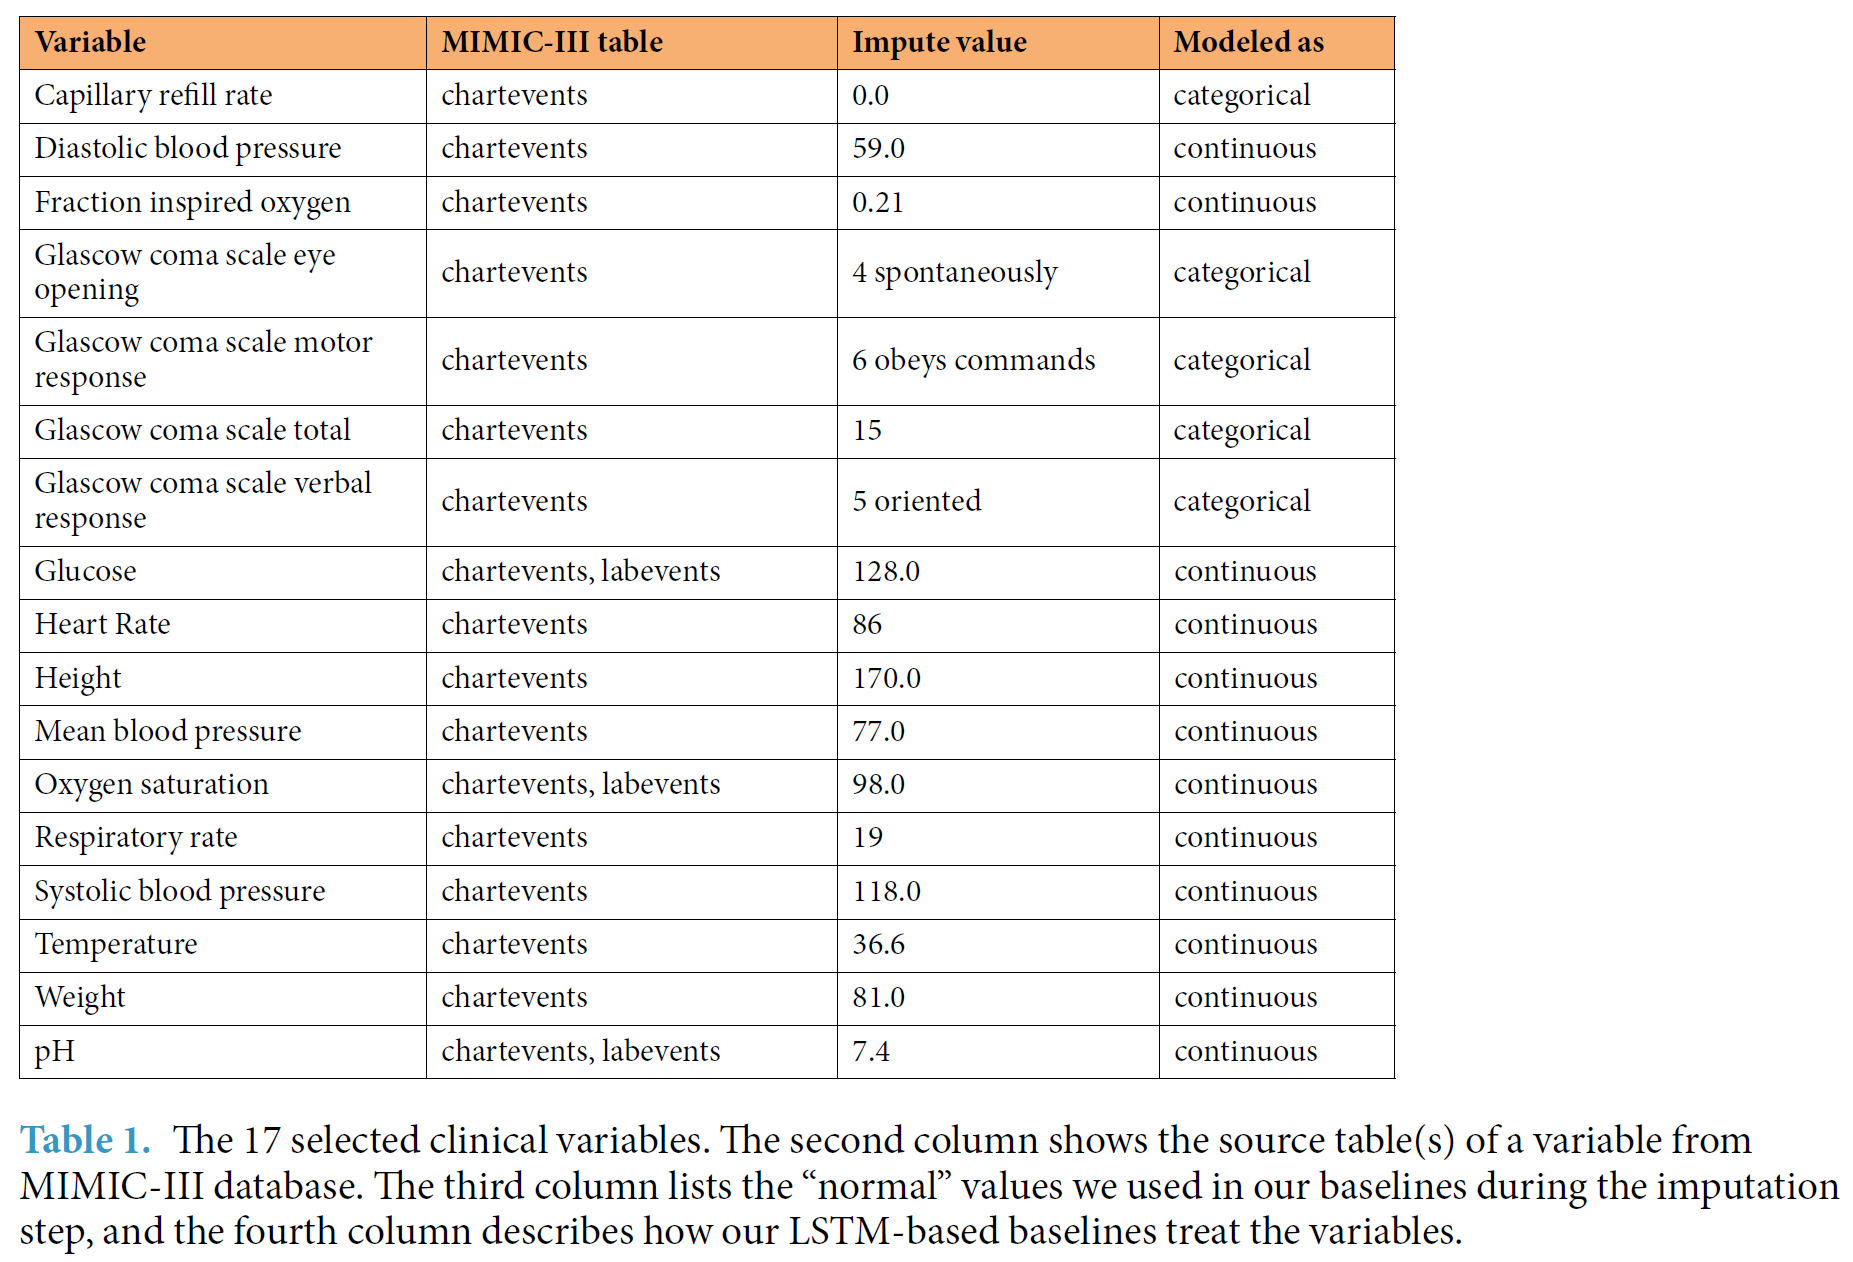 Variable MIMIC-III table Impute value Modeled as
Capillary refill rate chartevents 0.0 categorical
Diastolic blood pressure chartevents 59.0 continuous
Fraction inspired oxygen chartevents 0.21 continuous
Glascow coma scale eye
opening chartevents 4 spontaneously categorical
Glascow coma scale motor
response chartevents 6 obeys commands categorical
Glascow coma scale total chartevents 15 categorical
Glascow coma scale verbal
response chartevents 5 oriented categorical
Glucose chartevents, labevents 128.0 continuous
Heart Rate chartevents 86 continuous
Height chartevents 170.0 continuous
Mean blood pressure chartevents 77.0 continuous
Oxygen saturation chartevents, labevents 98.0 continuous
Respiratory rate chartevents 19 continuous
Systolic blood pressure chartevents 118.0 continuous
Temperature chartevents 36.6 continuous
Weight chartevents 81.0 continuous
pH chartevents, labevents 7.4 continuous
Table 1. The 17 selected clinical variables. The second column shows the source table(s) of a variable from
MIMIC-III database. The third column lists the “normal” values we used in our baselines during the imputation
step, and the fourth column describes how our LSTM-based baselines treat the variables.